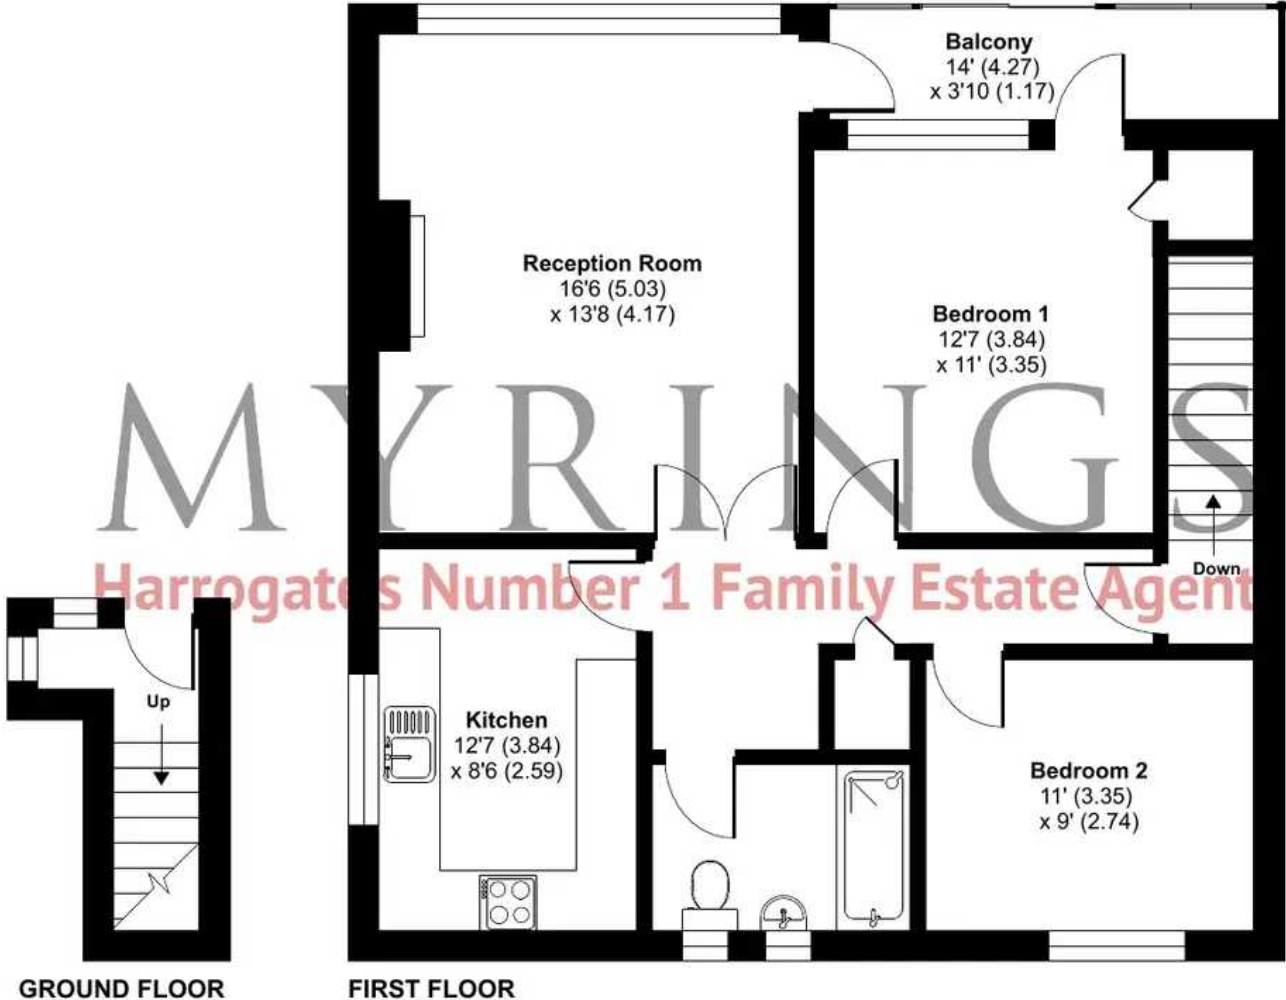 Balcony
14' (4.27)
x 3'10 (1.17)
Reception Room
16'6 (5.03)
x 13'8 (4.17)
Bedroom 1
12'7 (3.84)
x 11' (3.35)
MYRINGS
Harrogates Number 1 Family Estate Agent
Down
Up
Kitchen
12'7 (3.84)
x 8'6 (2.59)
Bedroom 2
11' (3.35)
x 9' (2.74)
GROUND FLOOR
FIRST FLOOR